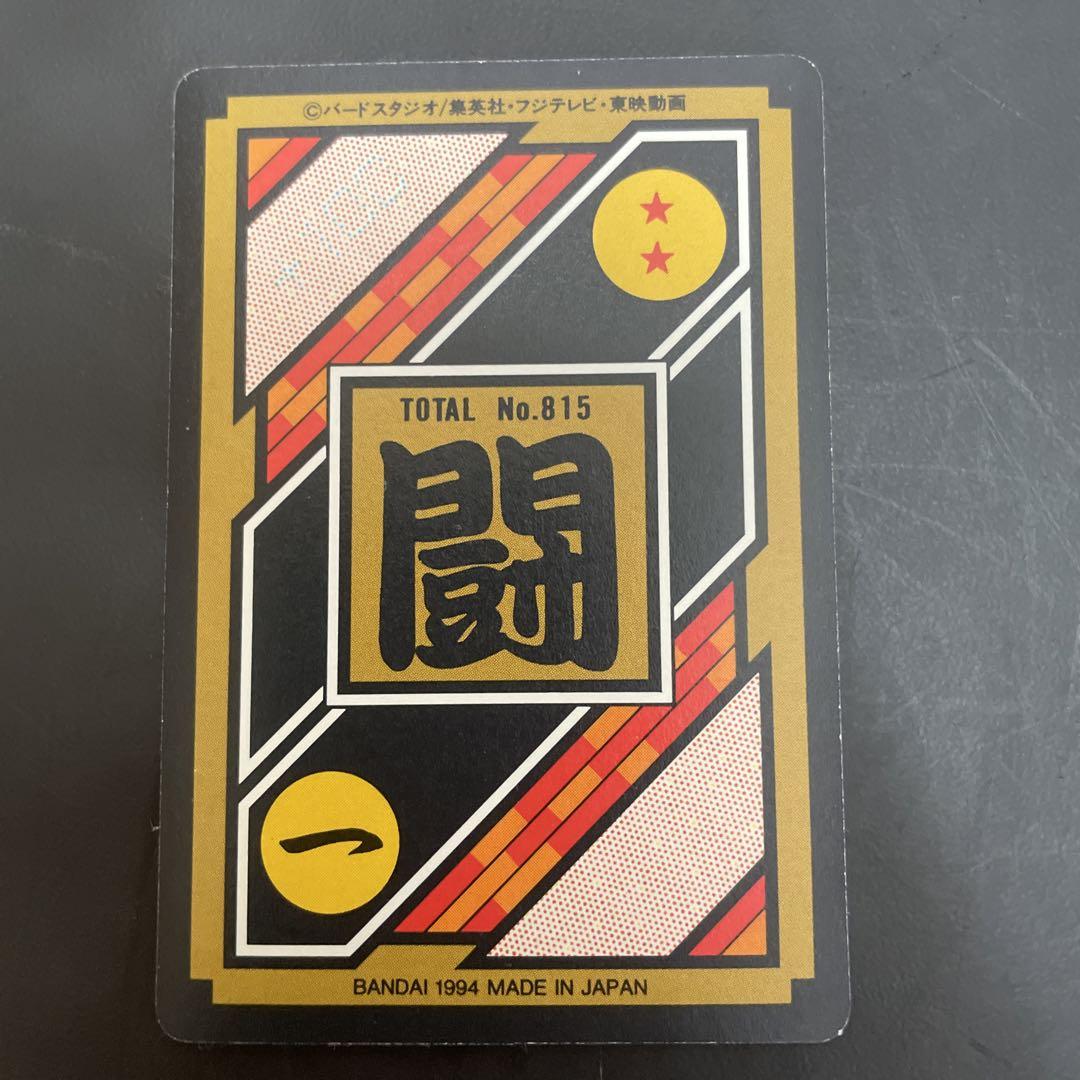 ©バードスタジオ/集英社・フジテレビ・東映動画
TOTAL No.815
闘
一
BANDAI 1994 MADE IN JAPAN